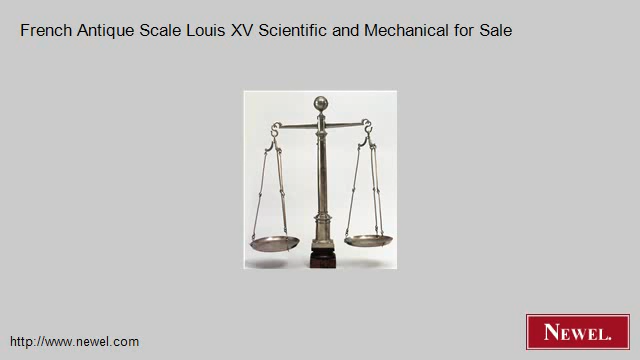 French Antique Scale Louis XV Scientific and Mechanical for Sale
http://www.newel.com
NEWEL.